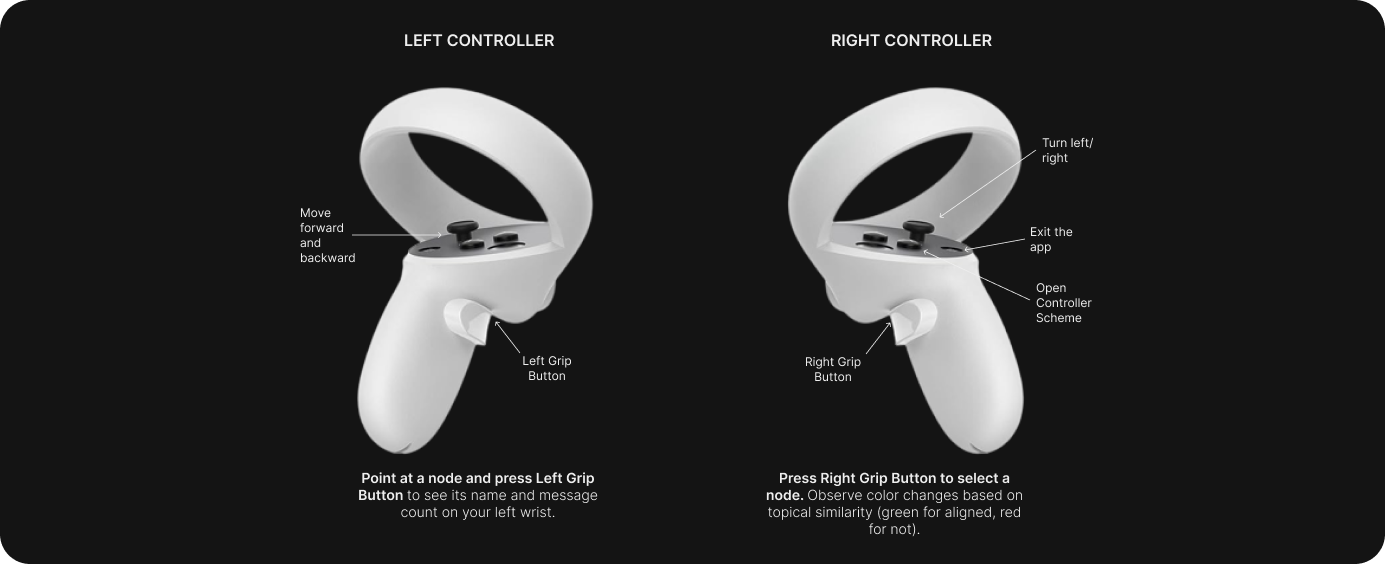 LEFT CONTROLLER
RIGHT CONTROLLER
Move
forward
and
backward
Left Grip
Button
Turn left/
right
Exit the
app
Open
Controller
Scheme
Right Grip
Button
Point at a node and press Left Grip
Button to see its name and message
count on your left wrist.
Press Right Grip Button to select a
node. Observe color changes based on
topical similarity (green for aligned, red
for not).